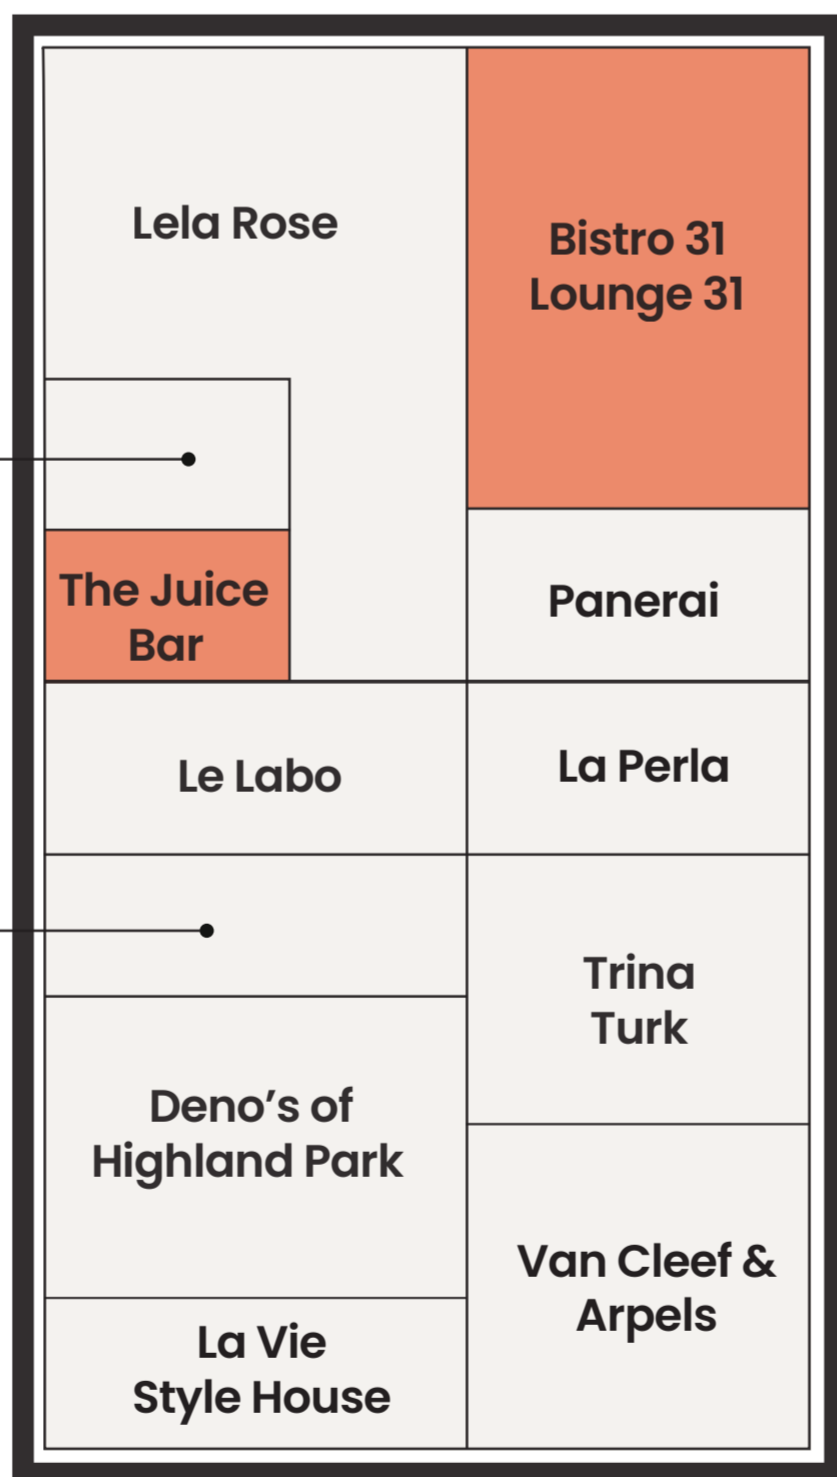 Lela Rose
Bistro 31
Lounge 31
The Juice
Bar
Panerai
Le Labo
La Perla
Trina
Turk
Deno’s of
Highland Park
Van Cleef &
Arpels
La Vie
Style House